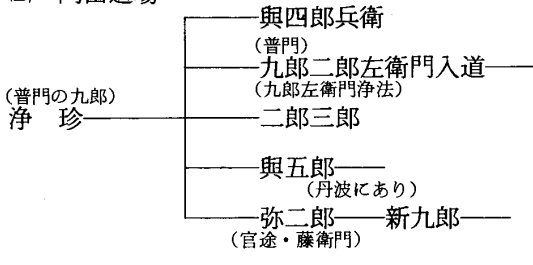 與四郎兵衛
(普門)
九郎二郎左衛門入道
(九郎左衛門浄法)
(普門の九郎)
浄　珍
二郎三郎
與五郎
(丹波にあり)
弥二郎
新九郎
(官途・藤衛門)